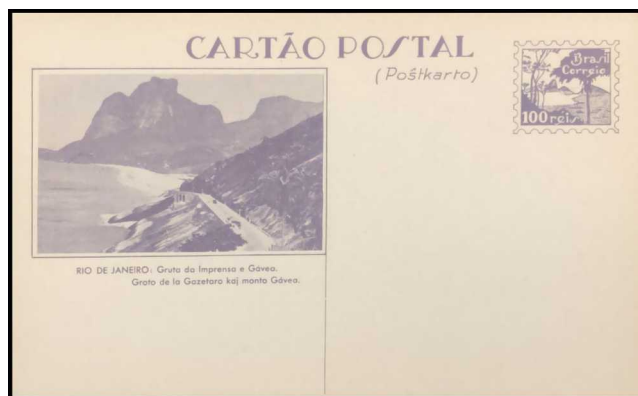 CARTÃO POSTAL
(Poŝtkarto)
Brasil
Correio
100 reis
RIO DE JANEIRO: Gruta da Imprensa e Gávea.
Groto de la Gazetaro kaj monto Gávea.